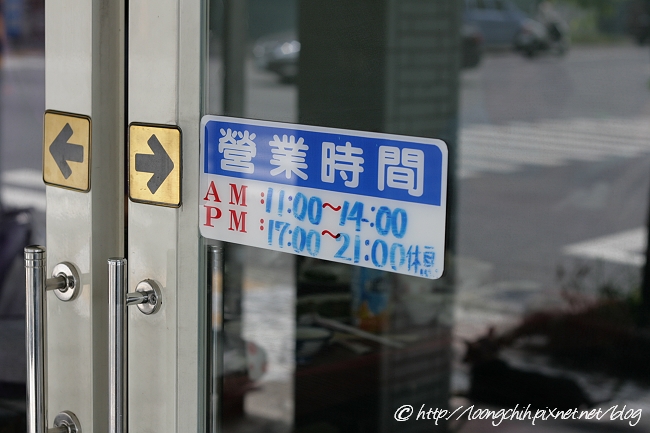 營業時間
AM:11:00~14:00
PM:17:00~21:00休
© http://loongchih.pixnet.net/blog